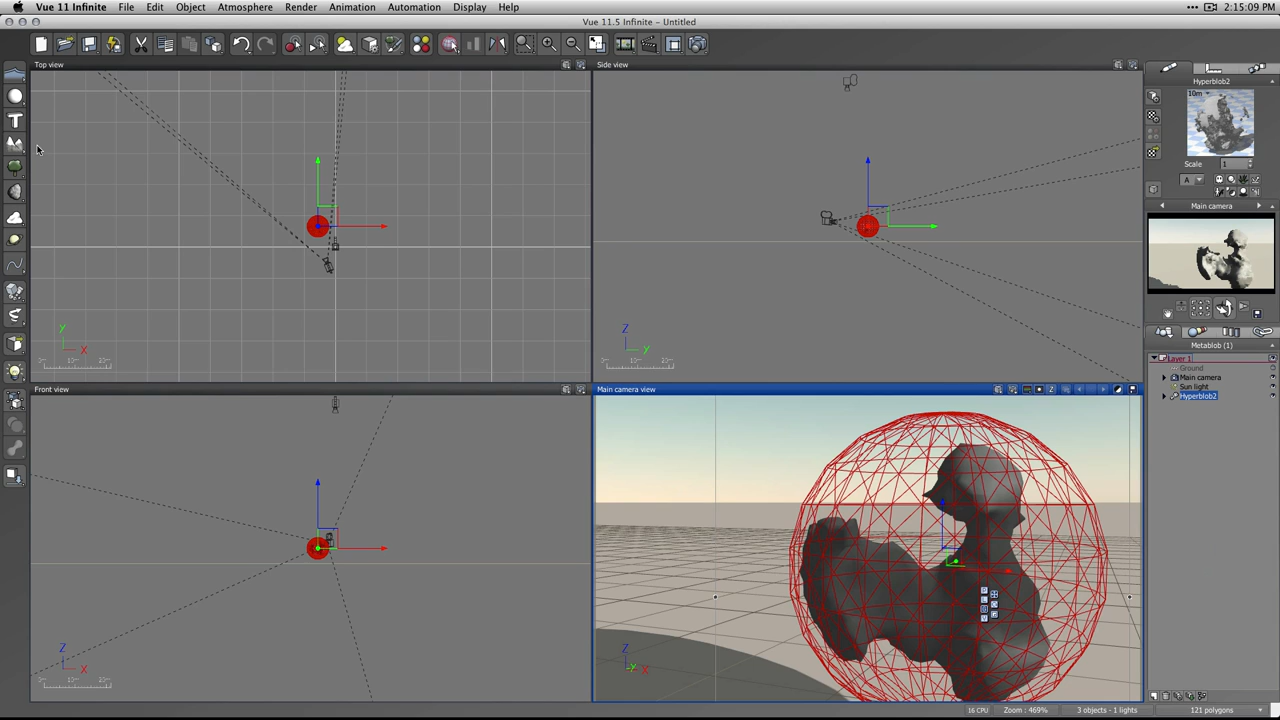 Vue 11 Infinite File Edit Object Atmosphere Render Animation Automation Display Help 2:15:09 PM
Vue 11.5 Infinite - Untitled
Top view
Side view
Hyperblob2
10m
Scale 1
A
Main camera
y
x
Z
y
Metablob (1)
Layer 1
Ground
Main camera
Sun light
Hyperblob2
Front view
Main camera view
Z
Z
X
Z
y
X
16 CPU Zoom : 469% 3 objects - 1 lights 121 polygons